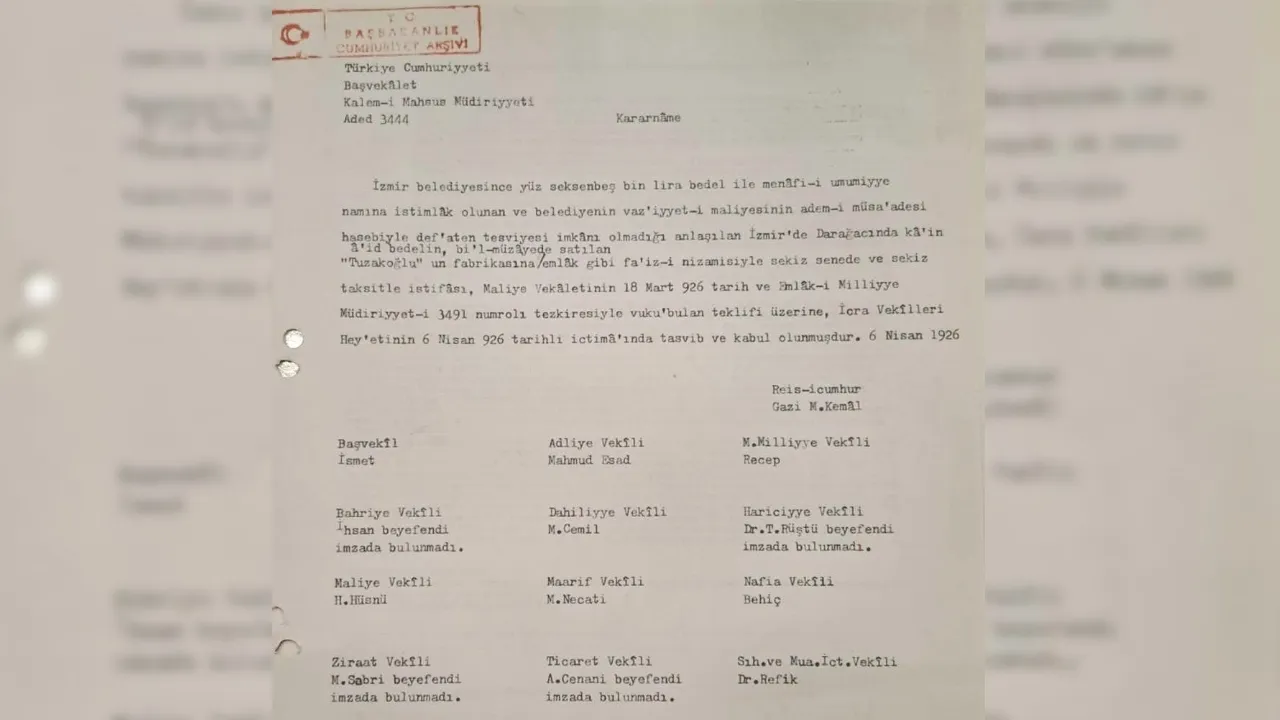 T C
BAŞBAKANLIK
CUMHURİYET ARŞİVİ
Türkiye Cumhuriyyeti
Başvekâlet
Kalem-i Mahsus Müdiriyyeti
Aded 3444
Kararnâme
İzmir belediyesince yüz seksenbeş bin lira bedel ile menâfi-i umumiyye
namına istimlâk olunan ve belediyenin vaz'iyyet-i maliyesinin adem-i müsa'adesi
hasebiyle def'aten tesviyesi imkânı olmadığı anlaşılan İzmir'de Darağacında kâ'in
â'id bedelin, bi'l-müzâyede satılan
"Tuzakoğlu" un fabrikasına/emlâk gibi fa'iz-i nizamisiyle sekiz senede ve sekiz
taksitle istifâsı, Maliye Vekâletinin 18 Mart 926 tarih ve Emlâk-i Milliyye
Müdiriyyet-i 3491 numrolı tezkiresiyle vuku'bulan teklifi üzerine, İcra Vekîlleri
Hey'etinin 6 Nisan 926 tarihli ictimâ'ında tasvib ve kabul olunmuşdur. 6 Nisan 1926
Reis-icumhur
Gazi M.Kemâl
Başvekîl
İsmet
Adliye Vekîli
Mahmud Esad
M.Milliyye Vekîli
Recep
Bahriye Vekîli
İhsan beyefendi
imzada bulunmadı.
Dahiliyye Vekîli
M.Cemil
Hariciyye Vekîli
Dr.T.Rüştü beyefendi
imzada bulunmadı.
Maliye Vekîli
H.Hüsnü
Maarif Vekîli
M.Necati
Nafia Vekîli
Behiç
Ziraat Vekîli
M.Sabri beyefendi
imzada bulunmadı.
Ticaret Vekîli
A.Cenani beyefendi
imzada bulunmadı.
Sıh.ve Mua.İct.Vekîli
Dr.Refik